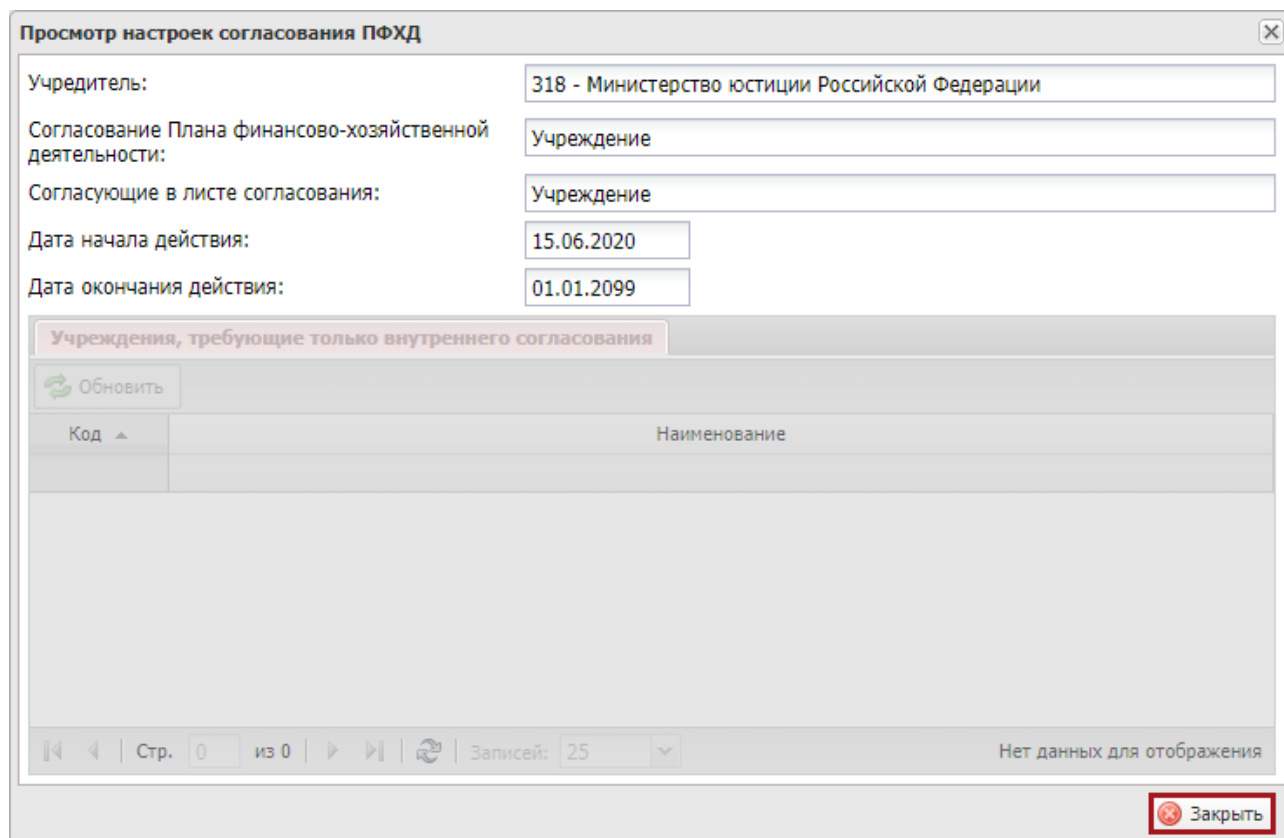 Просмотр настроек согласования ПФХД
Учредитель:
318 - Министерство юстиции Российской Федерации
Согласование Плана финансово-хозяйственной
деятельности:
Учреждение
Согласующие в листе согласования:
Учреждение
Дата начала действия:
15.06.2020
Дата окончания действия:
01.01.2099
Учреждения, требующие только внутреннего согласования
Обновить
Код Наименование
Стр. 0 из 0 Записей: 25 Нет данных для отображения
Закрыть